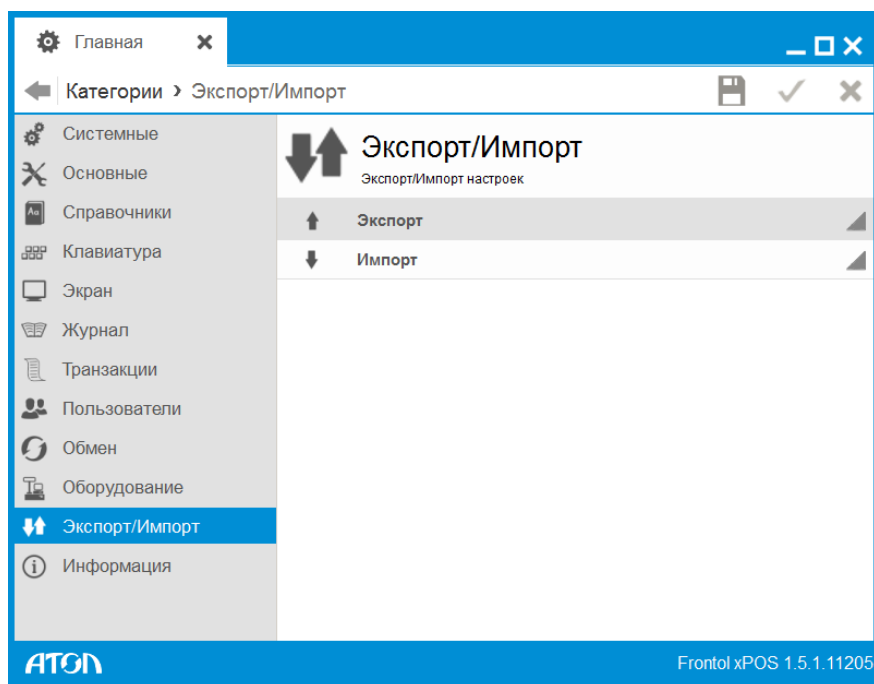 Главная
Категории › Экспорт/Импорт
Системные
Основные
Справочники
Клавиатура
Экран
Журнал
Транзакции
Пользователи
Обмен
Оборудование
Экспорт/Импорт
Информация
Экспорт/Импорт
Экспорт/Импорт настроек
Экспорт
Импорт
АТОЛ
Frontol xPOS 1.5.1.11205